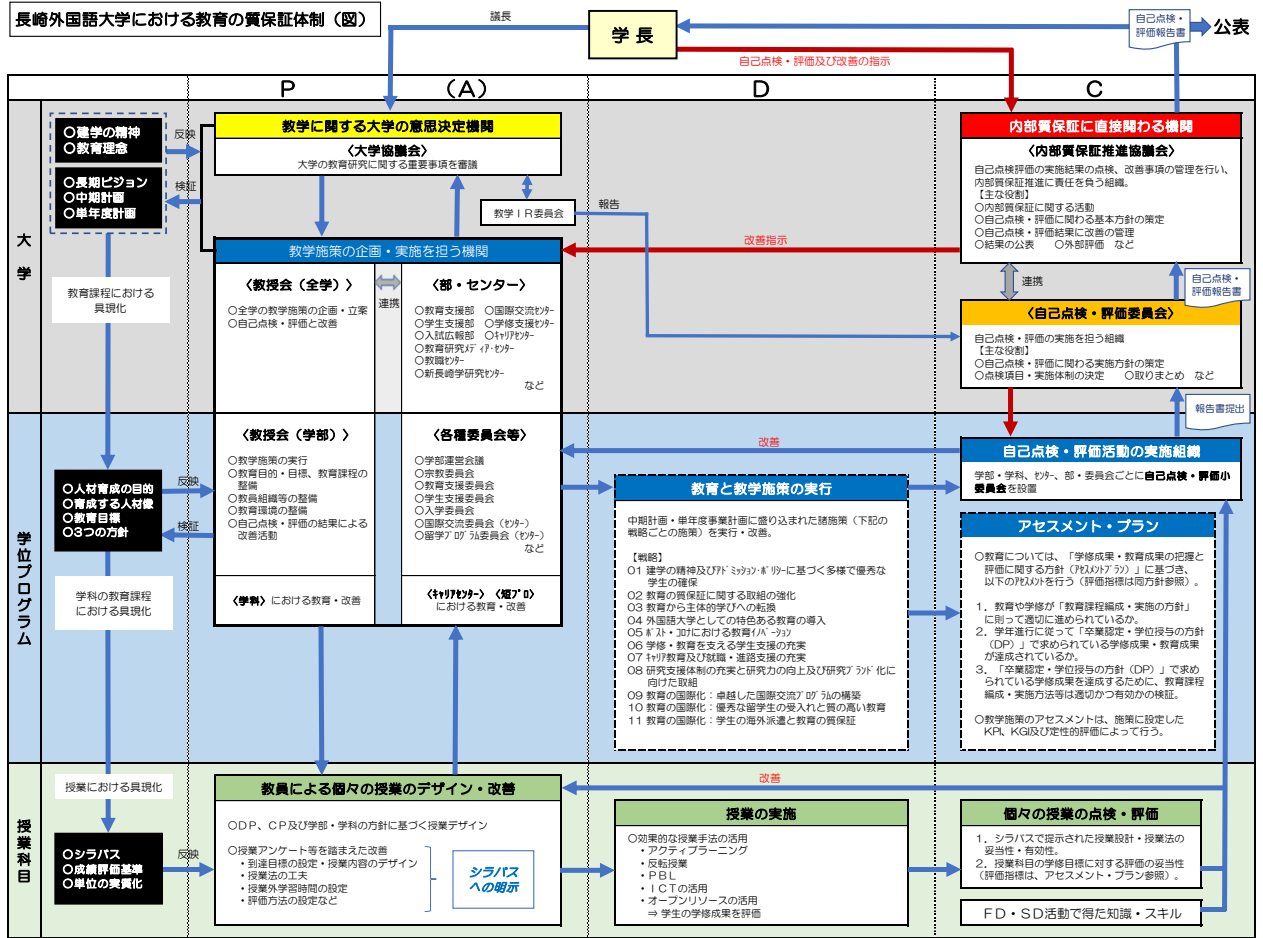 長崎外国語大学における教育の質保証体制（図）
議長
学 長
自己点検・評価及び改善の指示
自己点検・
評価報告書
公表
P
（A）
D
C
大
学
〇建学の精神
〇教育理念
〇長期ビジョン
〇中期計画
〇単年度計画
反映
検証
教学に関する大学の意思決定機関
〈大学協議会〉
大学の教育研究に関する重要事項を審議
教学ＩＲ委員会
報告
内部質保証に直接関わる機関
〈内部質保証推進協議会〉
自己点検評価の実施結果の点検、改善事項の管理を行い、
内部質保証推進に責任を負う組織。
【主な役割】
〇内部質保証に関する活動
〇自己点検・評価に関わる基本方針の策定
〇自己点検・評価結果に改善の管理
〇結果の公表　〇外部評価　など
改善指示
教学施策の企画・実施を担う機関
〈教授会（全学）〉
〇全学の教学施策の企画・立案
〇自己点検・評価と改善
連携
〈部・センター〉
〇教育支援部　〇国際交流ｾﾝﾀｰ
〇学生支援部　〇学修支援ｾﾝﾀｰ
〇入試広報部　〇ｷｬﾘｱｾﾝﾀｰ
〇教育研究ﾒﾃﾞｨｱ･ｾﾝﾀｰ
〇教職ｾﾝﾀｰ
〇新長崎学研究ｾﾝﾀｰ
など
連携
自己点検・
評価報告書
〈自己点検・評価委員会〉
自己点検・評価の実施を担う組織
【主な役割】
〇自己点検・評価に関わる実施方針の策定
〇点検項目・実施体制の決定　〇取りまとめ　など
教育課程における
具現化
報告書提出
学位プログラム
〇人材育成の目的
〇育成する人材像
〇教育目標
〇3つの方針
反映
検証
〈教授会（学部）〉
〇教学施策の実行
〇教育目的・目標、教育課程の
整備
〇教員組織等の整備
〇教育環境の整備
〇自己点検・評価の結果による
改善活動
〈学科〉における教育・改善
〈各種委員会等〉
〇学部運営会議
〇宗教委員会
〇教育支援委員会
〇学生支援委員会
〇入学委員会
〇国際交流委員会（ｾﾝﾀｰ）
〇留学ﾌﾟﾛｸﾞﾗﾑ委員会（ｾﾝﾀｰ）
など
〈ｷｬﾘｱｾﾝﾀｰ〉〈短ﾌﾟﾛ〉
における教育・改善
改善
教育と教学施策の実行
中期計画・単年度事業計画に盛り込まれた諸施策（下記の
戦略ごとの施策）を実行・改善。
【戦略】
01 建学の精神及びｱﾄﾞﾐｯｼｮﾝ･ﾎﾟﾘｼｰに基づく多様で優秀な
学生の確保
02 教育の質保証に関する取組の強化
03 教育から主体的学びへの転換
04 外国語大学としての特色ある教育の導入
05 ﾎﾟｽﾄ・ｺﾛﾅにおける教育ｲﾉﾍﾞｰｼｮﾝ
06 学修・教育を支える学生支援の充実
07 ｷｬﾘｱ教育及び就職・進路支援の充実
08 研究支援体制の充実と研究力の向上及び研究ﾌﾞﾗﾝﾄﾞ化に
向けた取組
09 教育の国際化：卓越した国際交流ﾌﾟﾛｸﾞﾗﾑの構築
10 教育の国際化：優秀な留学生の受入れと質の高い教育
11 教育の国際化：学生の海外派遣と教育の質保証
自己点検・評価活動の実施組織
学部・学科、ｾﾝﾀｰ、部・委員会ごとに自己点検・評価小
委員会を設置
アセスメント・プラン
〇教育については、「学修成果・教育成果の把握と
評価に関する方針（ｱｾｽﾒﾝﾄﾌﾟﾗﾝ）」に基づき、
以下のｱｾｽﾒﾝﾄを行う（評価指標は同方針参照）。
１．教育や学修が「教育課程編成・実施の方針」
に則って適切に進められているか。
２．学年進行に従って「卒業認定・学位授与の方針
（DP）」で求められている学修成果・教育成果
が達成されているか。
３．「卒業認定・学位授与の方針（DP）」で求め
られている学修成果を達成するために、教育課程
編成・実施方法等は適切かつ有効かの検証。
〇教学施策のアセスメントは、施策に設定した
KPI、KGI及び定性的評価によって行う。
学科の教育課程
における具現化
授業における具現化
授業科目
〇シラバス
〇成績評価基準
〇単位の実質化
反映
教員による個々の授業のデザイン・改善
〇ＤＰ、ＣＰ及び学部・学科の方針に基づく授業デザイン
〇授業アンケート等を踏まえた改善
・到達目標の設定・授業内容のデザイン
・授業法の工夫
・授業外学習時間の設定
・評価方法の設定など
シラバス
への明示
改善
授業の実施
〇効果的な授業手法の活用
・アクティブラーニング
・反転授業
・ＰＢＬ
・ＩＣＴの活用
・オープンリソースの活用
⇒ 学生の学修成果を評価
個々の授業の点検・評価
１．シラバスで提示された授業設計・授業法の
妥当性・有効性。
２．授業科目の学修目標に対する評価の妥当性
（評価指標は、アセスメント・プラン参照）。
ＦＤ・ＳＤ活動で得た知識・スキル